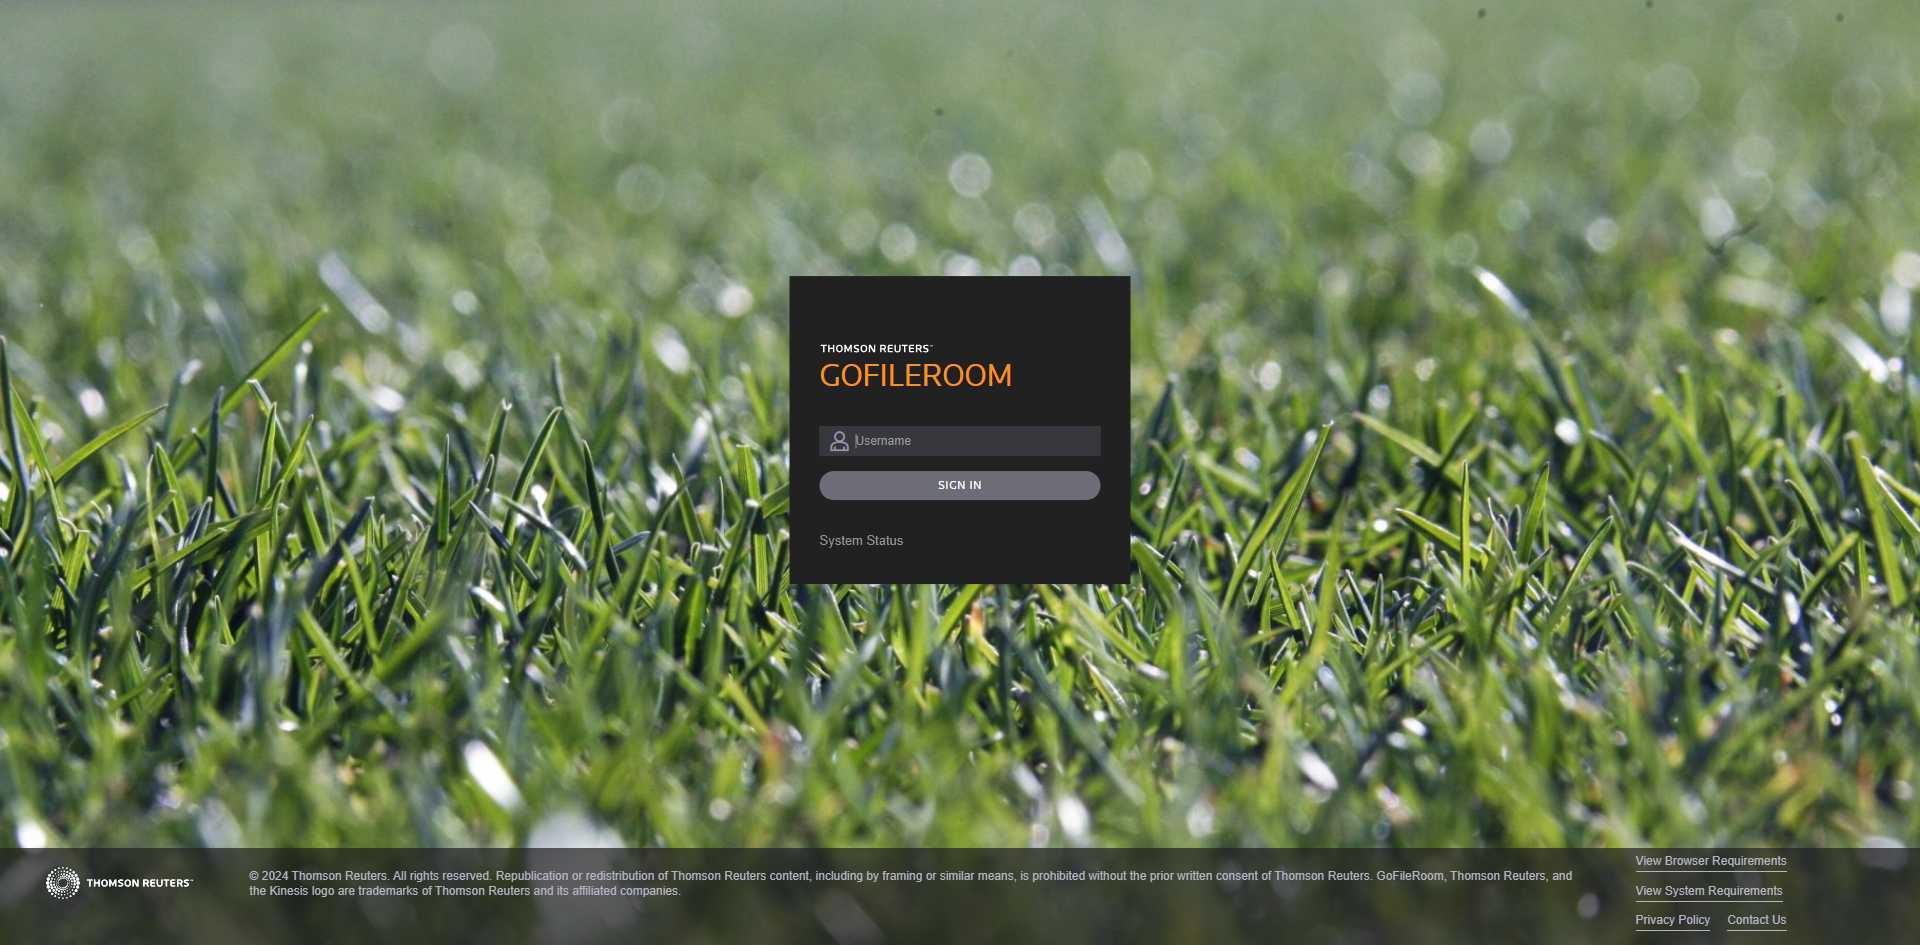 THOMSON REUTERS™
GOFILEROOM
Username
SIGN IN
System Status
THOMSON REUTERS™
© 2024 Thomson Reuters. All rights reserved. Republication or redistribution of Thomson Reuters content, including by framing or similar means, is prohibited without the prior written consent of Thomson Reuters. GoFileRoom, Thomson Reuters, and
the Kinesis logo are trademarks of Thomson Reuters and its affiliated companies.
View Browser Requirements
View System Requirements
Privacy Policy Contact Us